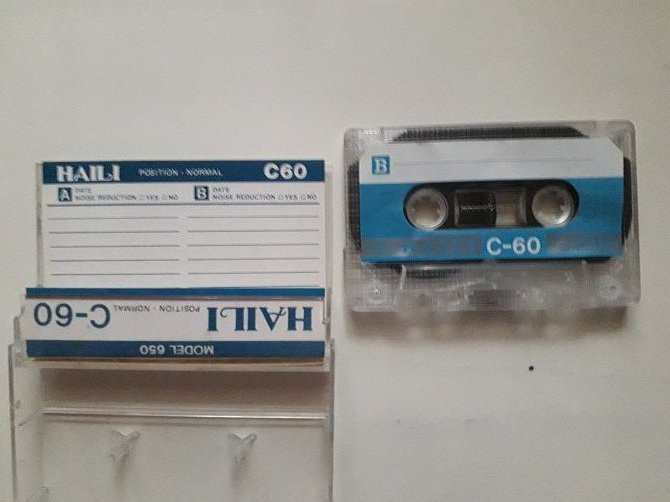 HAILI POSITION - NORMAL C60
A DATE B DATE
NOISE REDUCTION □ YES □ NO NOISE REDUCTION □ YES □ NO
HAILI POSITION - NORMAL C-60
MODEL 650
B
C-60